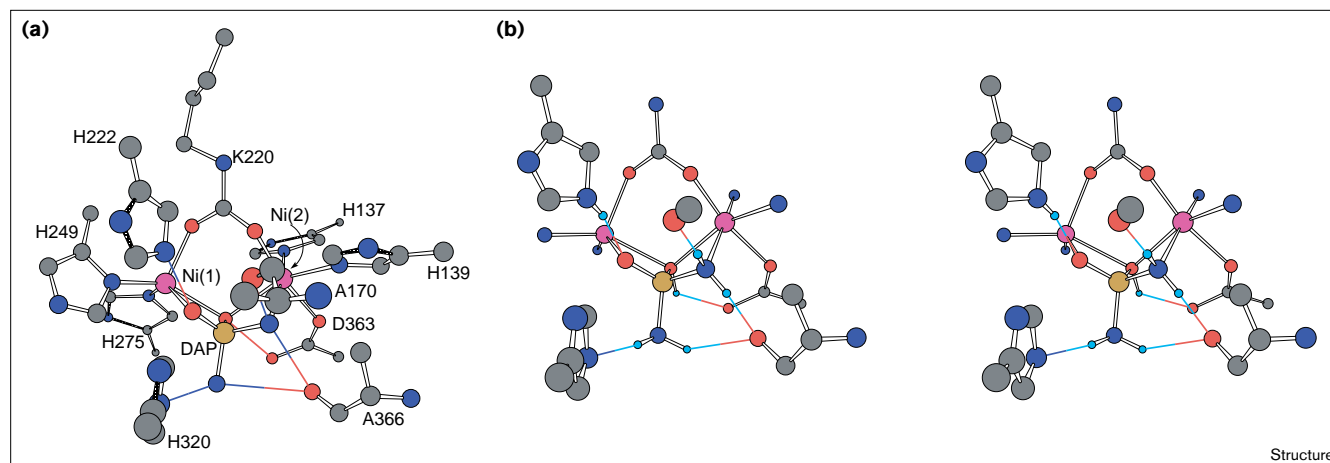 (a)
(b)
H222
K220
Ni(2)
H137
H249
Ni(1)
H139
A170
H275
DAP
D363
A366
H320
Structure